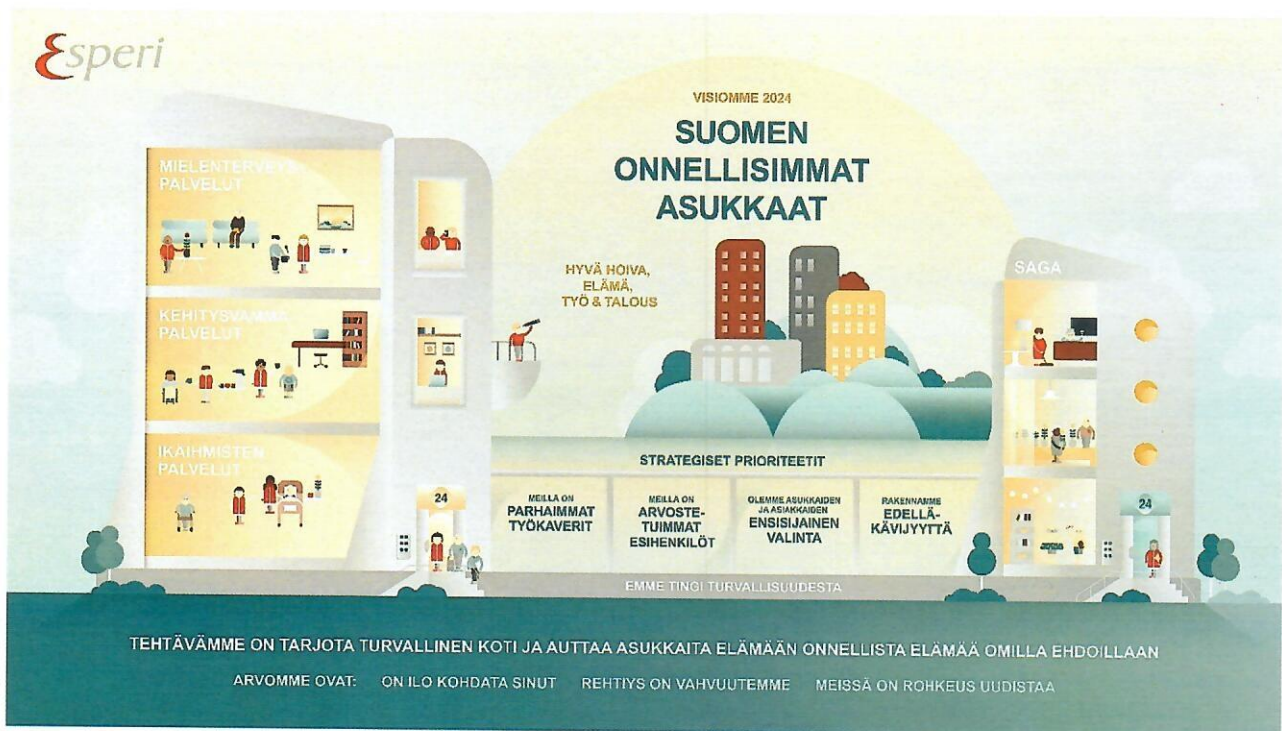 Esperi
VISIOMME 2024
SUOMEN
ONNELLISIMMAT
ASUKKAAT
HYVÄ HOIVA,
ELÄMÄ,
TYÖ & TALOUS
MIELENTERVEYS-
PALVELUT
KEHITYSVAMMA-
PALVELUT
IKÄIHMISTEN
PALVELUT
24
SAGA
24
STRATEGISET PRIORITEETIT
MEILLÄ ON
PARHAIMMAT
TYÖKAVERIT
MEILLÄ ON
ARVOSTE-
TUIMMAT
ESIHENKILÖT
OLEMME ASUKKAIDEN
JA ASIAKKAIDEN
ENSISIJAINEN
VALINTA
RAKENNAMME
EDELLÄ-
KÄVIJYYTTÄ
EMME TINGI TURVALLISUUDESTA
TEHTÄVÄMME ON TARJOTA TURVALLINEN KOTI JA AUTTAA ASUKKAITA ELÄMÄÄN ONNELLISTA ELÄMÄÄ OMILLA EHDOILLAAN
ARVOMME OVAT: ON ILO KOHDATA SINUT REHTIYS ON VAHVUUTEMME MEISSÄ ON ROHKEUS UUDISTAA